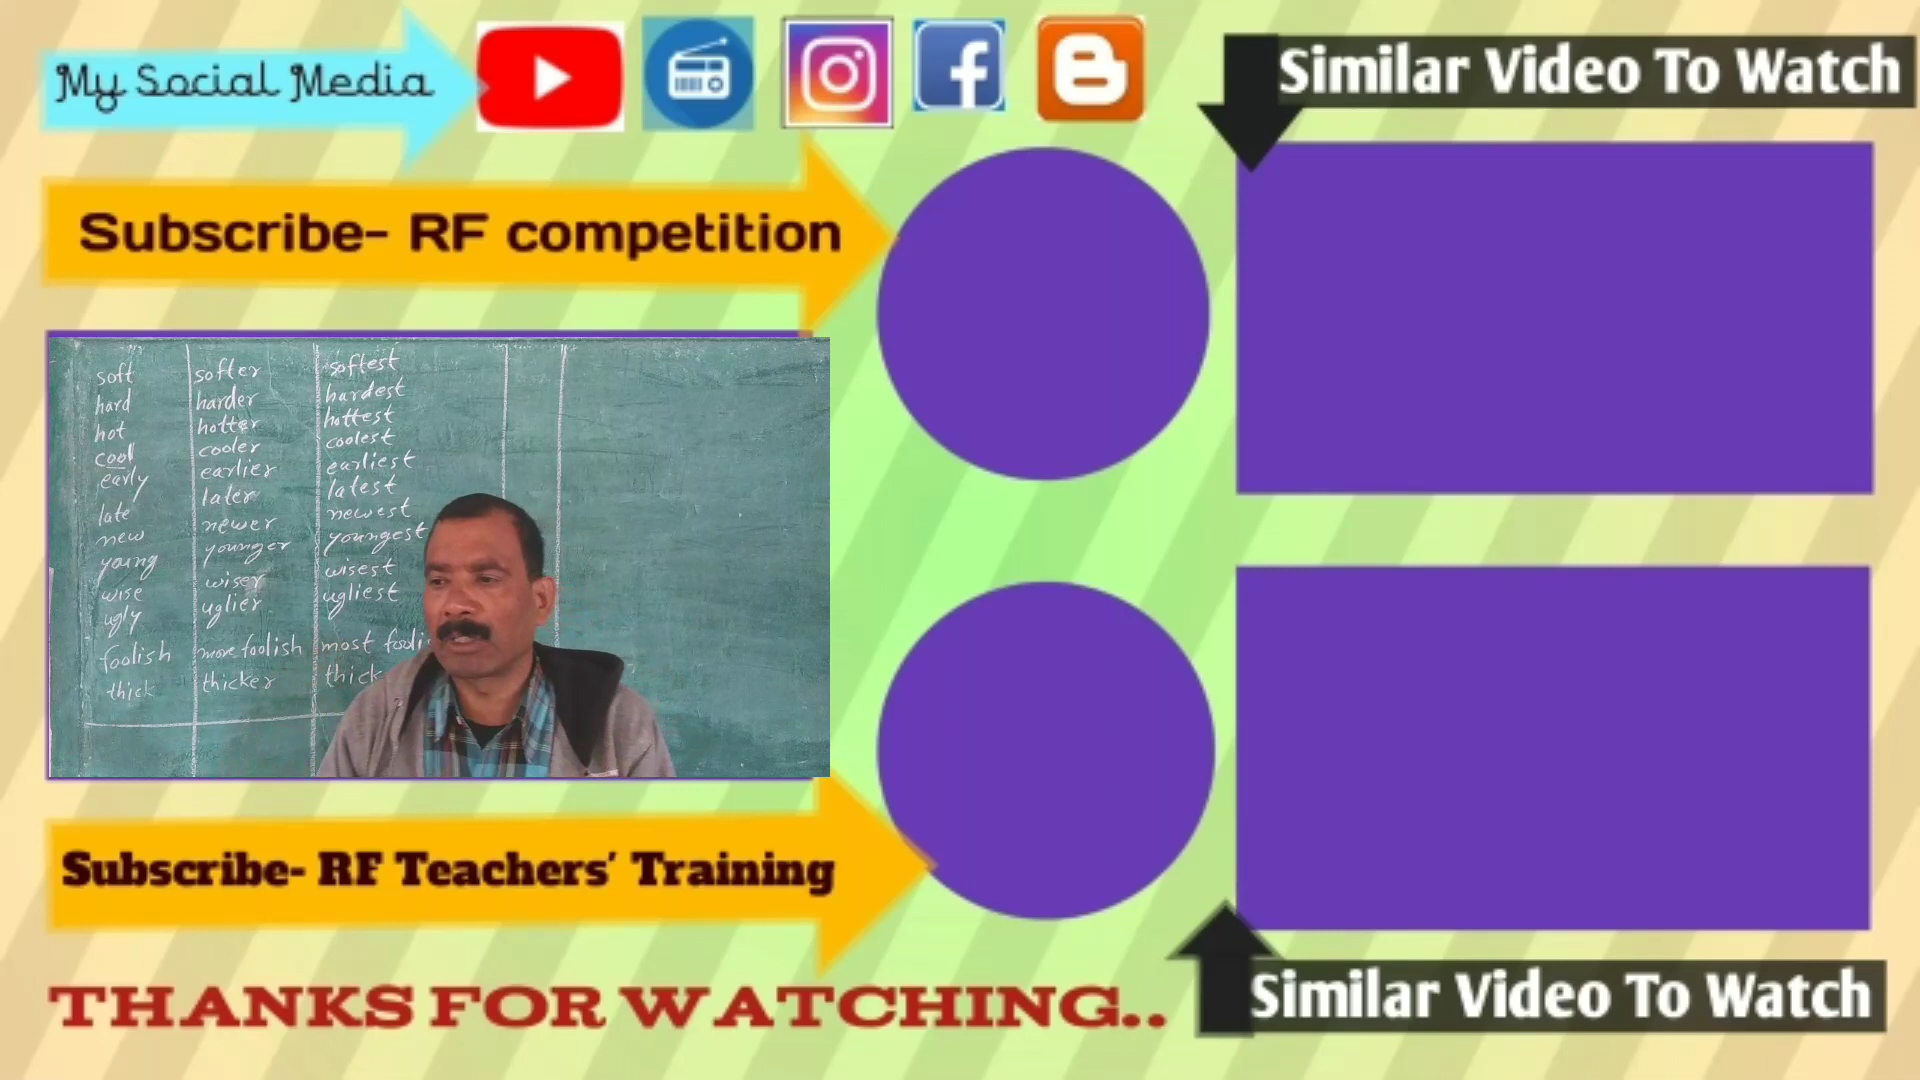 My Social Media
Similar Video To Watch
Subscribe- RF competition
soft softer softest
hard harder hardest
hot hotter hottest
cool cooler coolest
early earlier earliest
late later latest
new newer newest
young younger youngest
wise wiser wisest
ugly uglier ugliest
foolish more foolish most
thick thicker thick
Subscribe- RF Teachers' Training
THANKS FOR WATCHING..
Similar Video To Watch